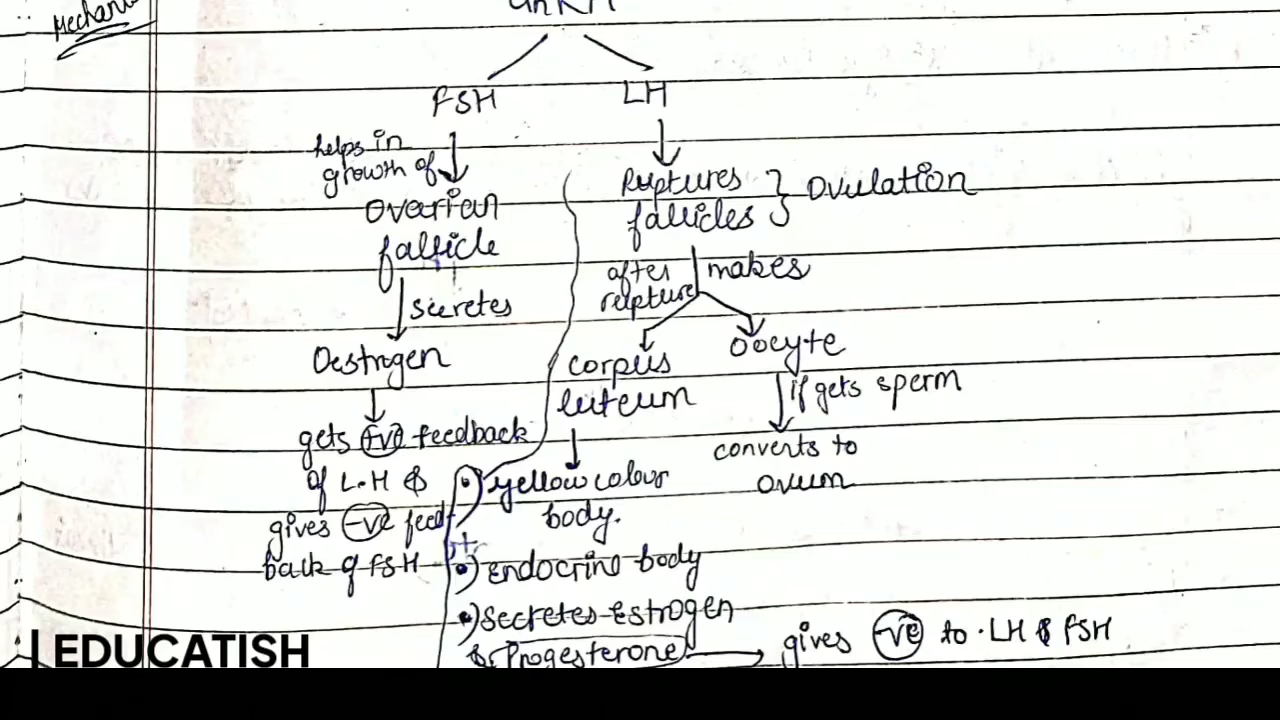 Mechani
GnRH
FSH
LH
helps in
growth of
Ovarian
follicle
secretes
Oestrogen
gets +ve feedback
of L.H &
gives -ve feed
back of FSH
Ruptures
follicles } Ovulation
after
rupture
makes
corpus
luteum
Oocyte
if gets sperm
converts to
ovum
•) yellow colour
body.
•) Endocrine body
•) Secretes Estrogen
& Progesterone
gives -ve to LH & FSH
| EDUCATISH